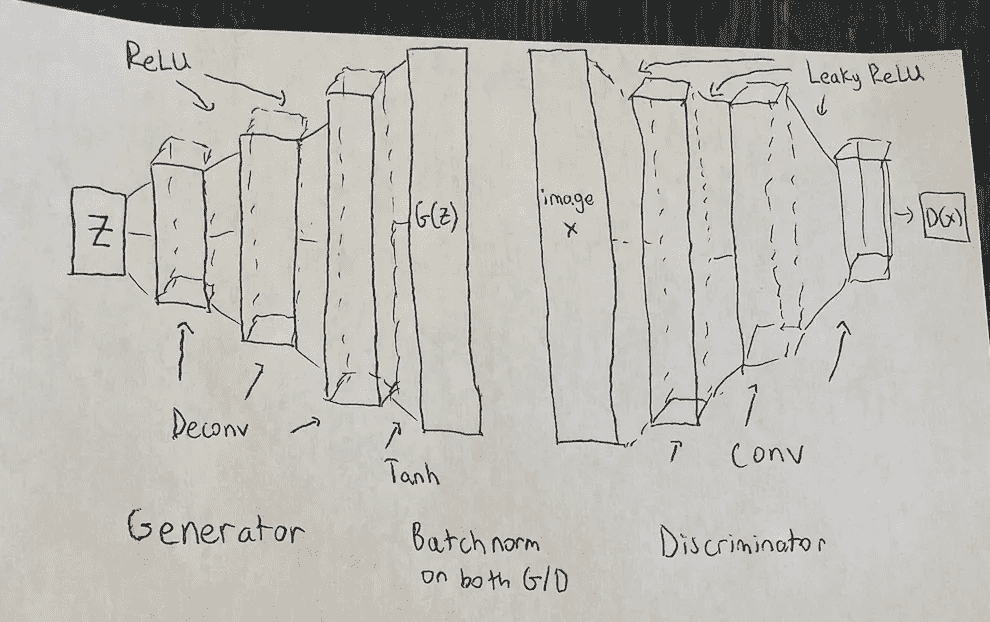 ReLU
Leaky ReLU
Z
G(Z)
image
x
D(x)
Deconv
Tanh
Conv
Generator
Batchnorm
on both G/D
Discriminator